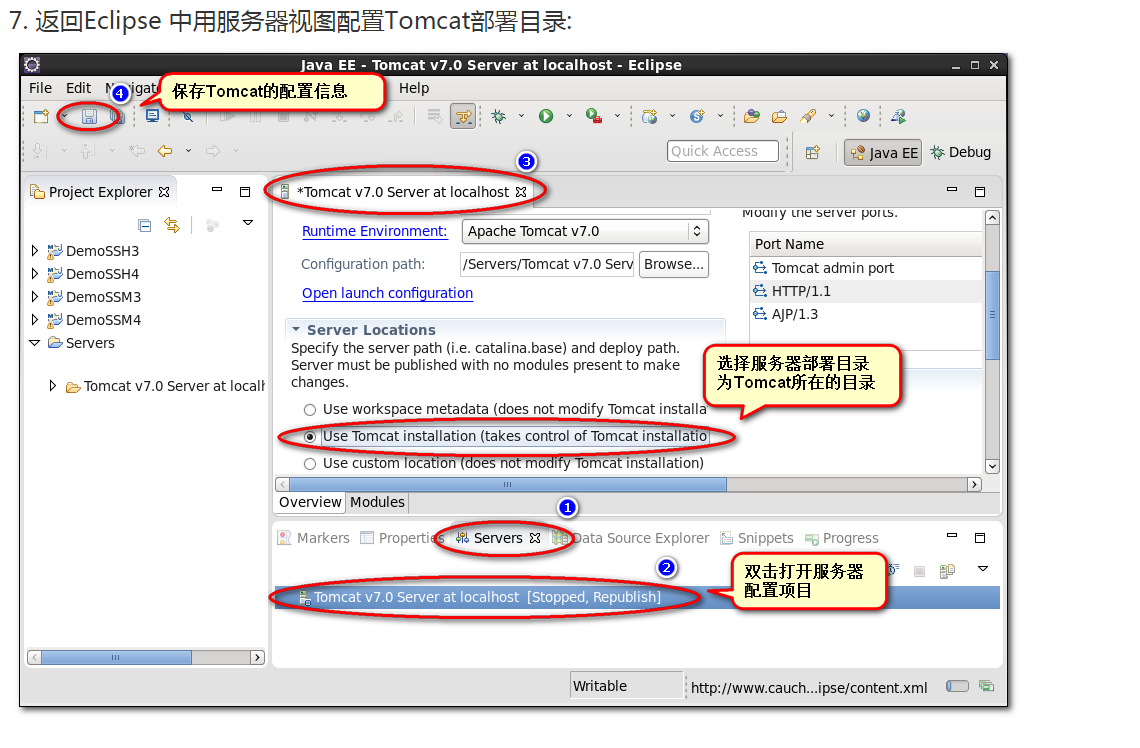 7. 返回Eclipse 中用服务器视图配置Tomcat部署目录:
Java EE - Tomcat v7.0 Server at localhost - Eclipse
File Edit Navigat Help
4
保存Tomcat的配置信息
Quick Access
Java EE
Debug
3
Project Explorer
*Tomcat v7.0 Server at localhost
DemoSSH3
DemoSSH4
DemoSSM3
DemoSSM4
Servers
Tomcat v7.0 Server at localh
Runtime Environment: Apache Tomcat v7.0
Configuration path: /Servers/Tomcat v7.0 Serv Browse...
Open launch configuration
Server Locations
Specify the server path (i.e. catalina.base) and deploy path.
Server must be published with no modules present to make
changes.
Use workspace metadata (does not modify Tomcat installa
Use Tomcat installation (takes control of Tomcat installatio
Use custom location (does not modify Tomcat installation)
Modify the server ports.
Port Name
Tomcat admin port
HTTP/1.1
AJP/1.3
选择服务器部署目录
为Tomcat所在的目录
Overview Modules
1
Markers Properties Servers Data Source Explorer Snippets Progress
2
双击打开服务器
配置项目
Tomcat v7.0 Server at localhost [Stopped, Republish]
Writable
http://www.cauch...ipse/content.xml